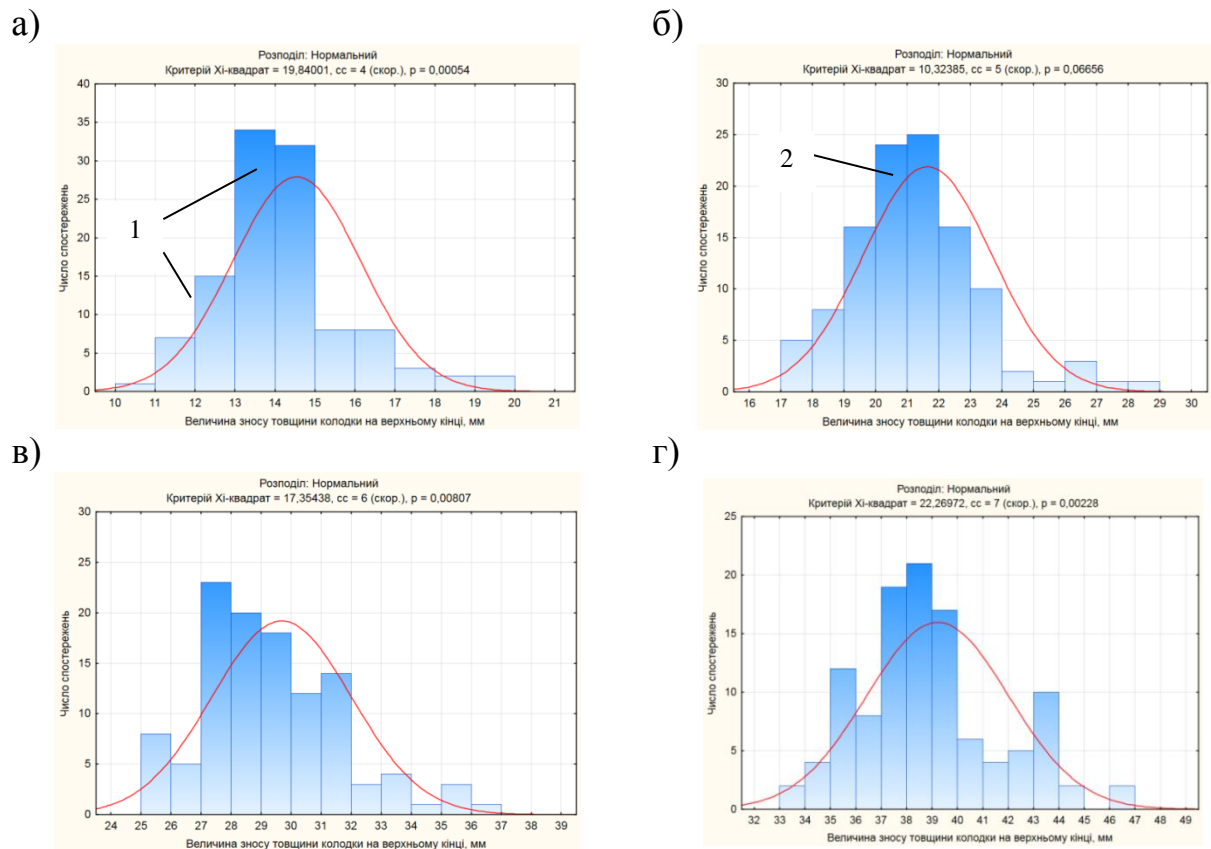 а)
Розподіл: Нормальний
Критерій Хі-квадрат = 19,84001, сс = 4 (скор.), p = 0,00054
Число спостережень
40
35
30
25
20
15
10
5
0
1
10 11 12 13 14 15 16 17 18 19 20 21
Величина зносу товщини колодки на верхньому кінці, мм
б)
Розподіл: Нормальний
Критерій Хі-квадрат = 10,32385, сс = 5 (скор.), p = 0,06656
Число спостережень
30
25
20
15
10
5
0
2
16 17 18 19 20 21 22 23 24 25 26 27 28 29 30
Величина зносу товщини колодки на верхньому кінці, мм
в)
Розподіл: Нормальний
Критерій Хі-квадрат = 17,35438, сс = 6 (скор.), p = 0,00807
Число спостережень
30
25
20
15
10
5
0
24 25 26 27 28 29 30 31 32 33 34 35 36 37 38 39
Величина зносу товщини колодки на верхньому кінці, мм
г)
Розподіл: Нормальний
Критерій Хі-квадрат = 22,26972, сс = 7 (скор.), p = 0,00228
Число спостережень
25
20
15
10
5
0
32 33 34 35 36 37 38 39 40 41 42 43 44 45 46 47 48 49
Величина зносу товщини колодки на верхньому кінці, мм